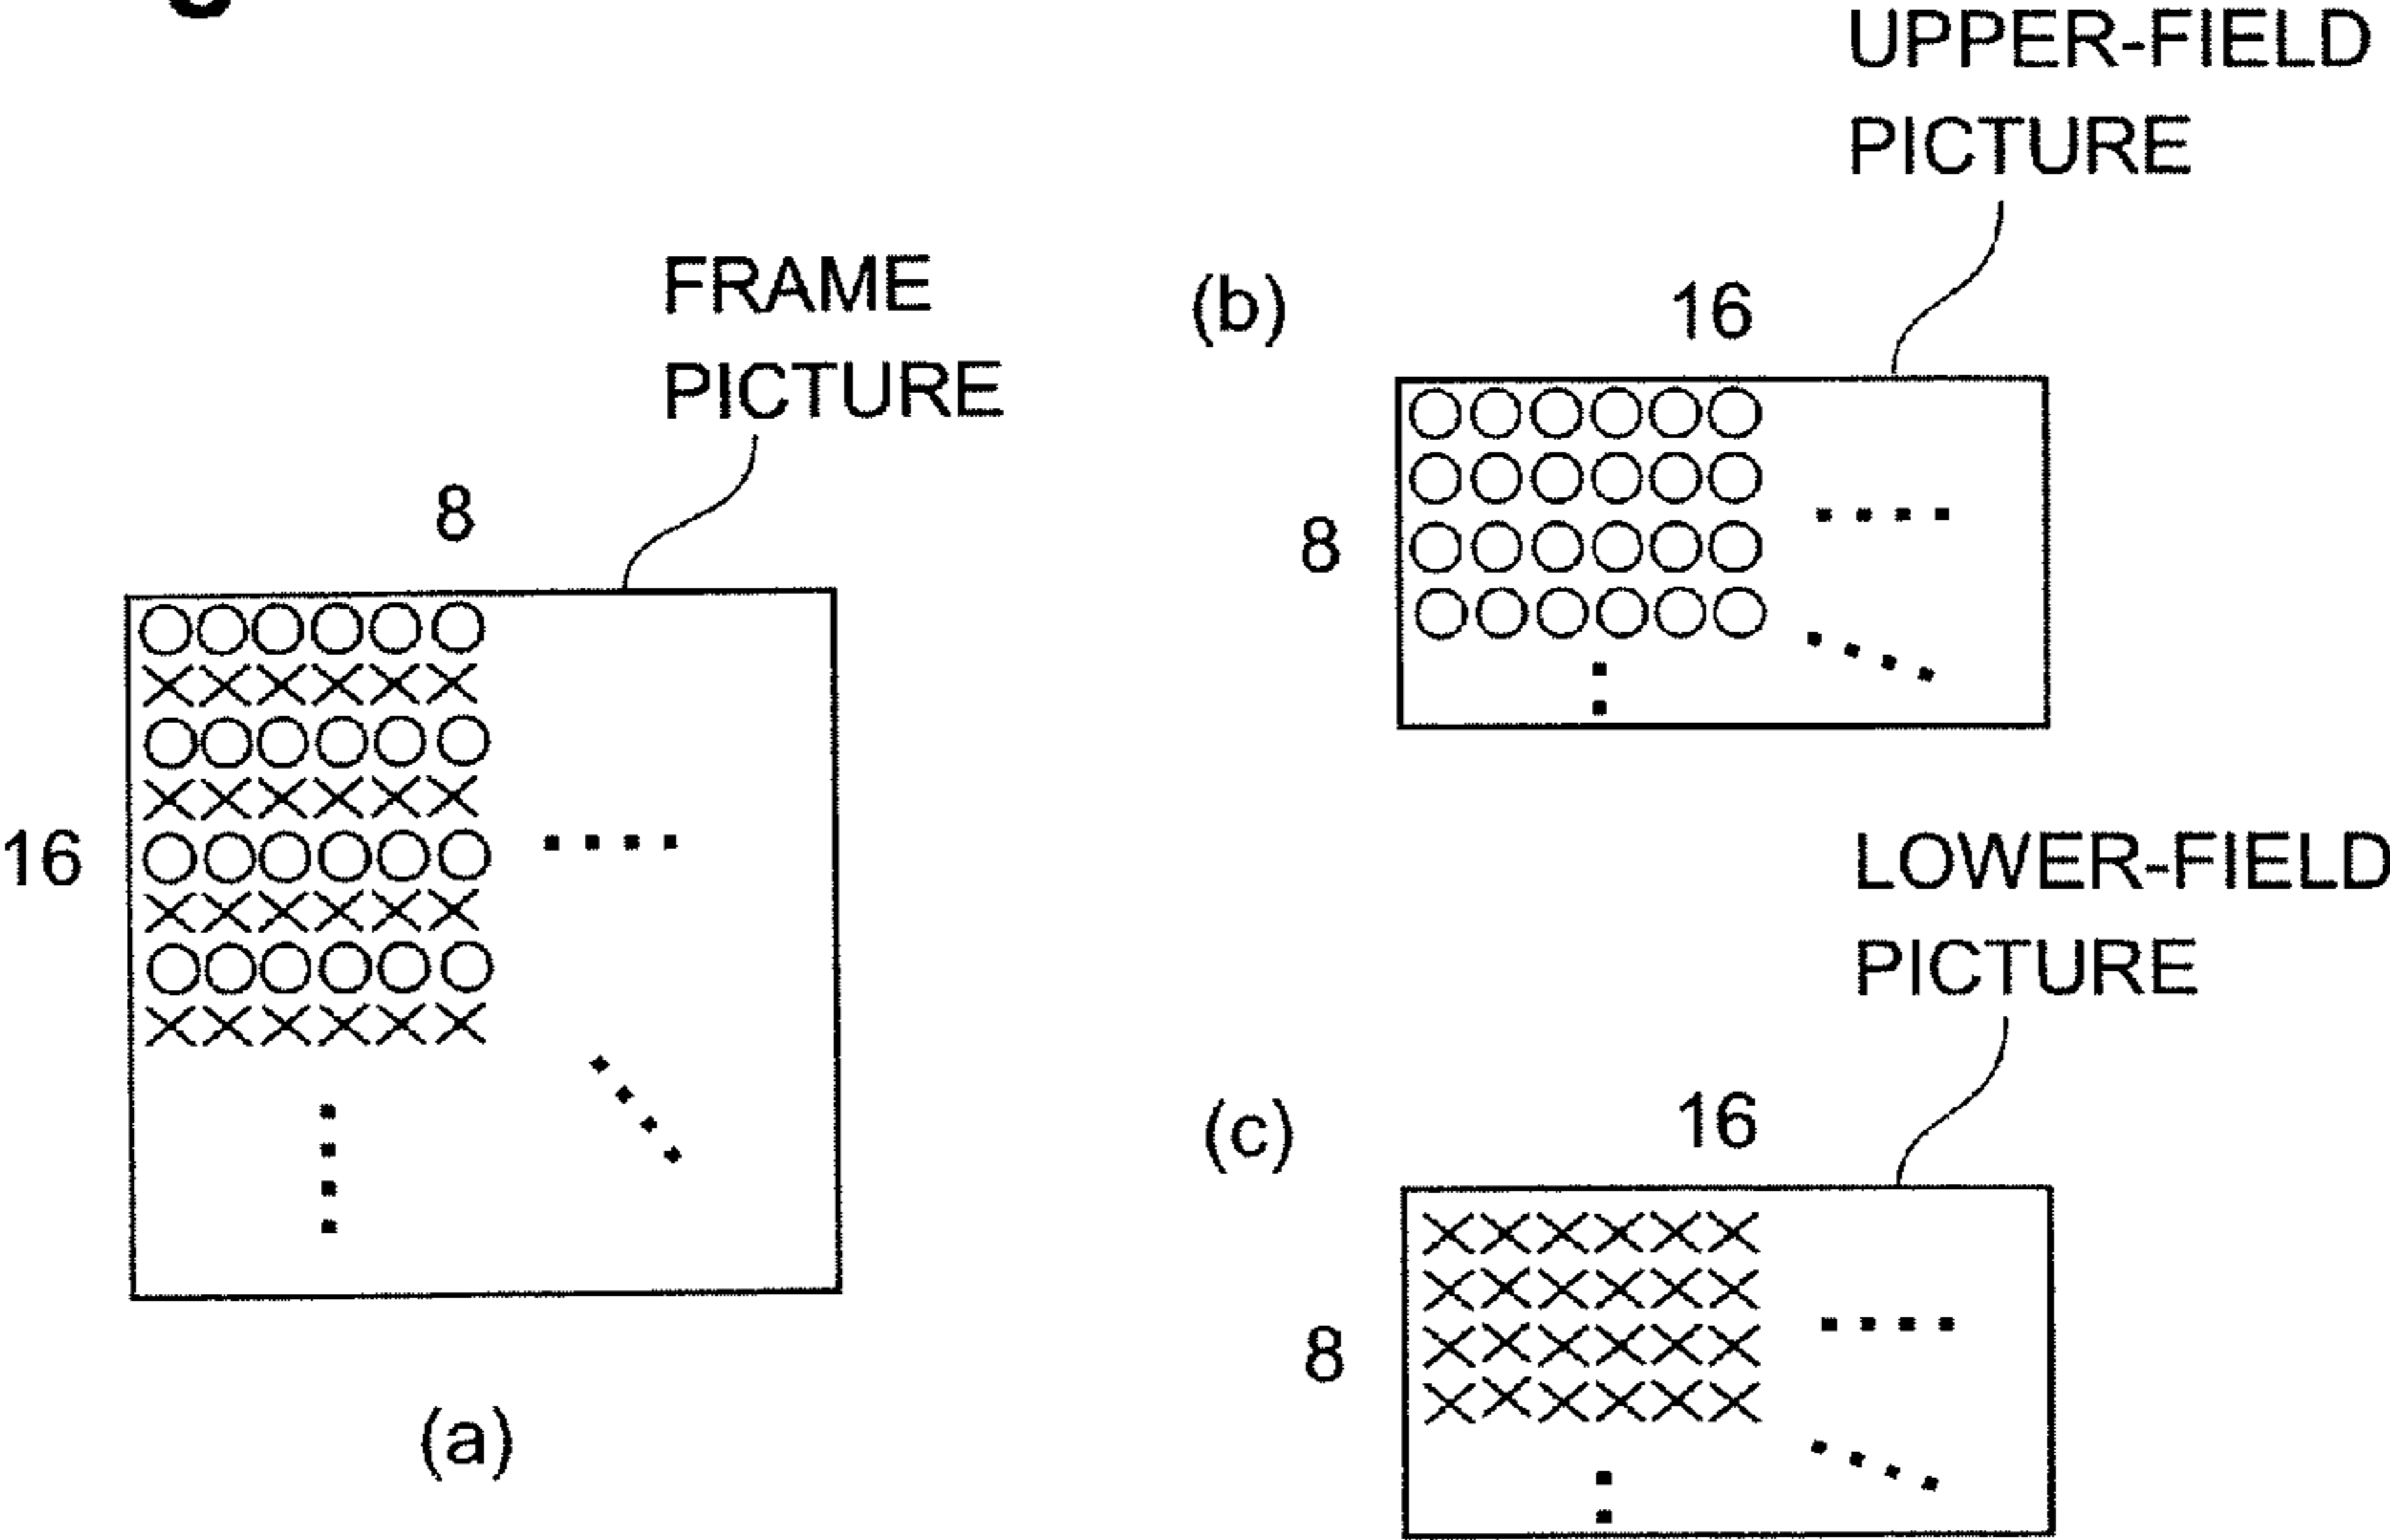 FRAME
PICTURE
8
16
(a)
UPPER-FIELD
PICTURE
(b)
16
8
LOWER-FIELD
PICTURE
(c)
16
8